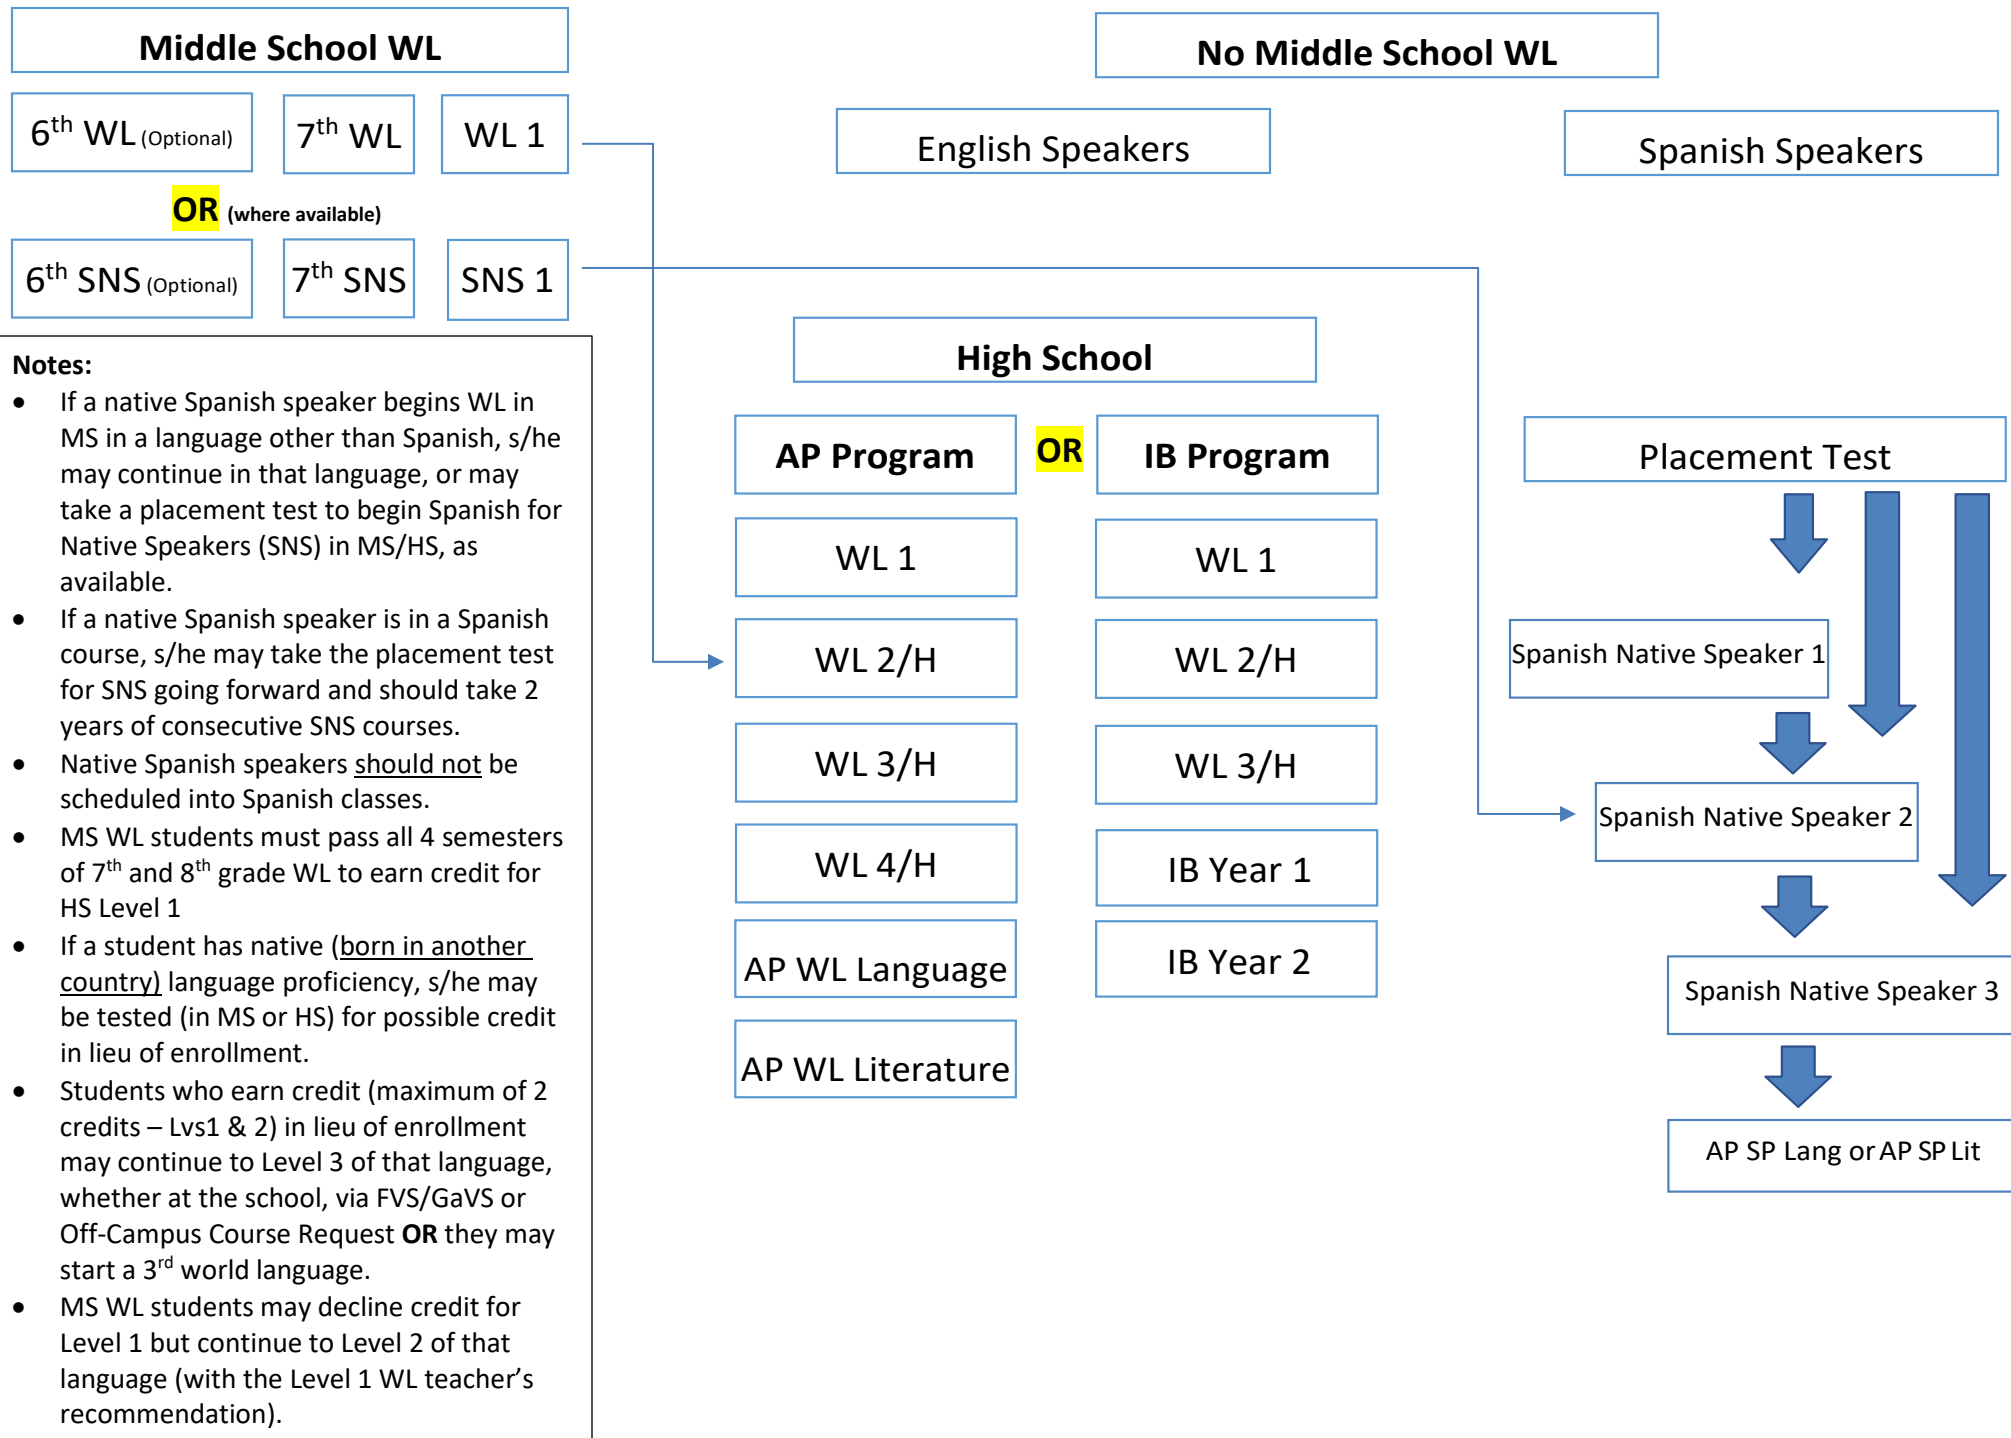 Middle School WL
6th WL (Optional)
7th WL
WL 1
OR (where available)
6th SNS (Optional)
7th SNS
SNS 1
Notes:
• If a native Spanish speaker begins WL in
MS in a language other than Spanish, s/he
may continue in that language, or may
take a placement test to begin Spanish for
Native Speakers (SNS) in MS/HS, as
available.
• If a native Spanish speaker is in a Spanish
course, s/he may take the placement test
for SNS going forward and should take 2
years of consecutive SNS courses.
• Native Spanish speakers should not be
scheduled into Spanish classes.
• MS WL students must pass all 4 semesters
of 7th and 8th grade WL to earn credit for
HS Level 1
• If a student has native (born in another
country) language proficiency, s/he may
be tested (in MS or HS) for possible credit
in lieu of enrollment.
• Students who earn credit (maximum of 2
credits – Lvs1 & 2) in lieu of enrollment
may continue to Level 3 of that language,
whether at the school, via FVS/GaVS or
Off-Campus Course Request OR they may
start a 3rd world language.
• MS WL students may decline credit for
Level 1 but continue to Level 2 of that
language (with the Level 1 WL teacher’s
recommendation).
No Middle School WL
English Speakers
Spanish Speakers
High School
AP Program
OR
IB Program
WL 1
WL 2/H
WL 3/H
WL 4/H
AP WL Language
AP WL Literature
WL 1
WL 2/H
WL 3/H
IB Year 1
IB Year 2
Placement Test
Spanish Native Speaker 1
Spanish Native Speaker 2
Spanish Native Speaker 3
AP SP Lang or AP SP Lit